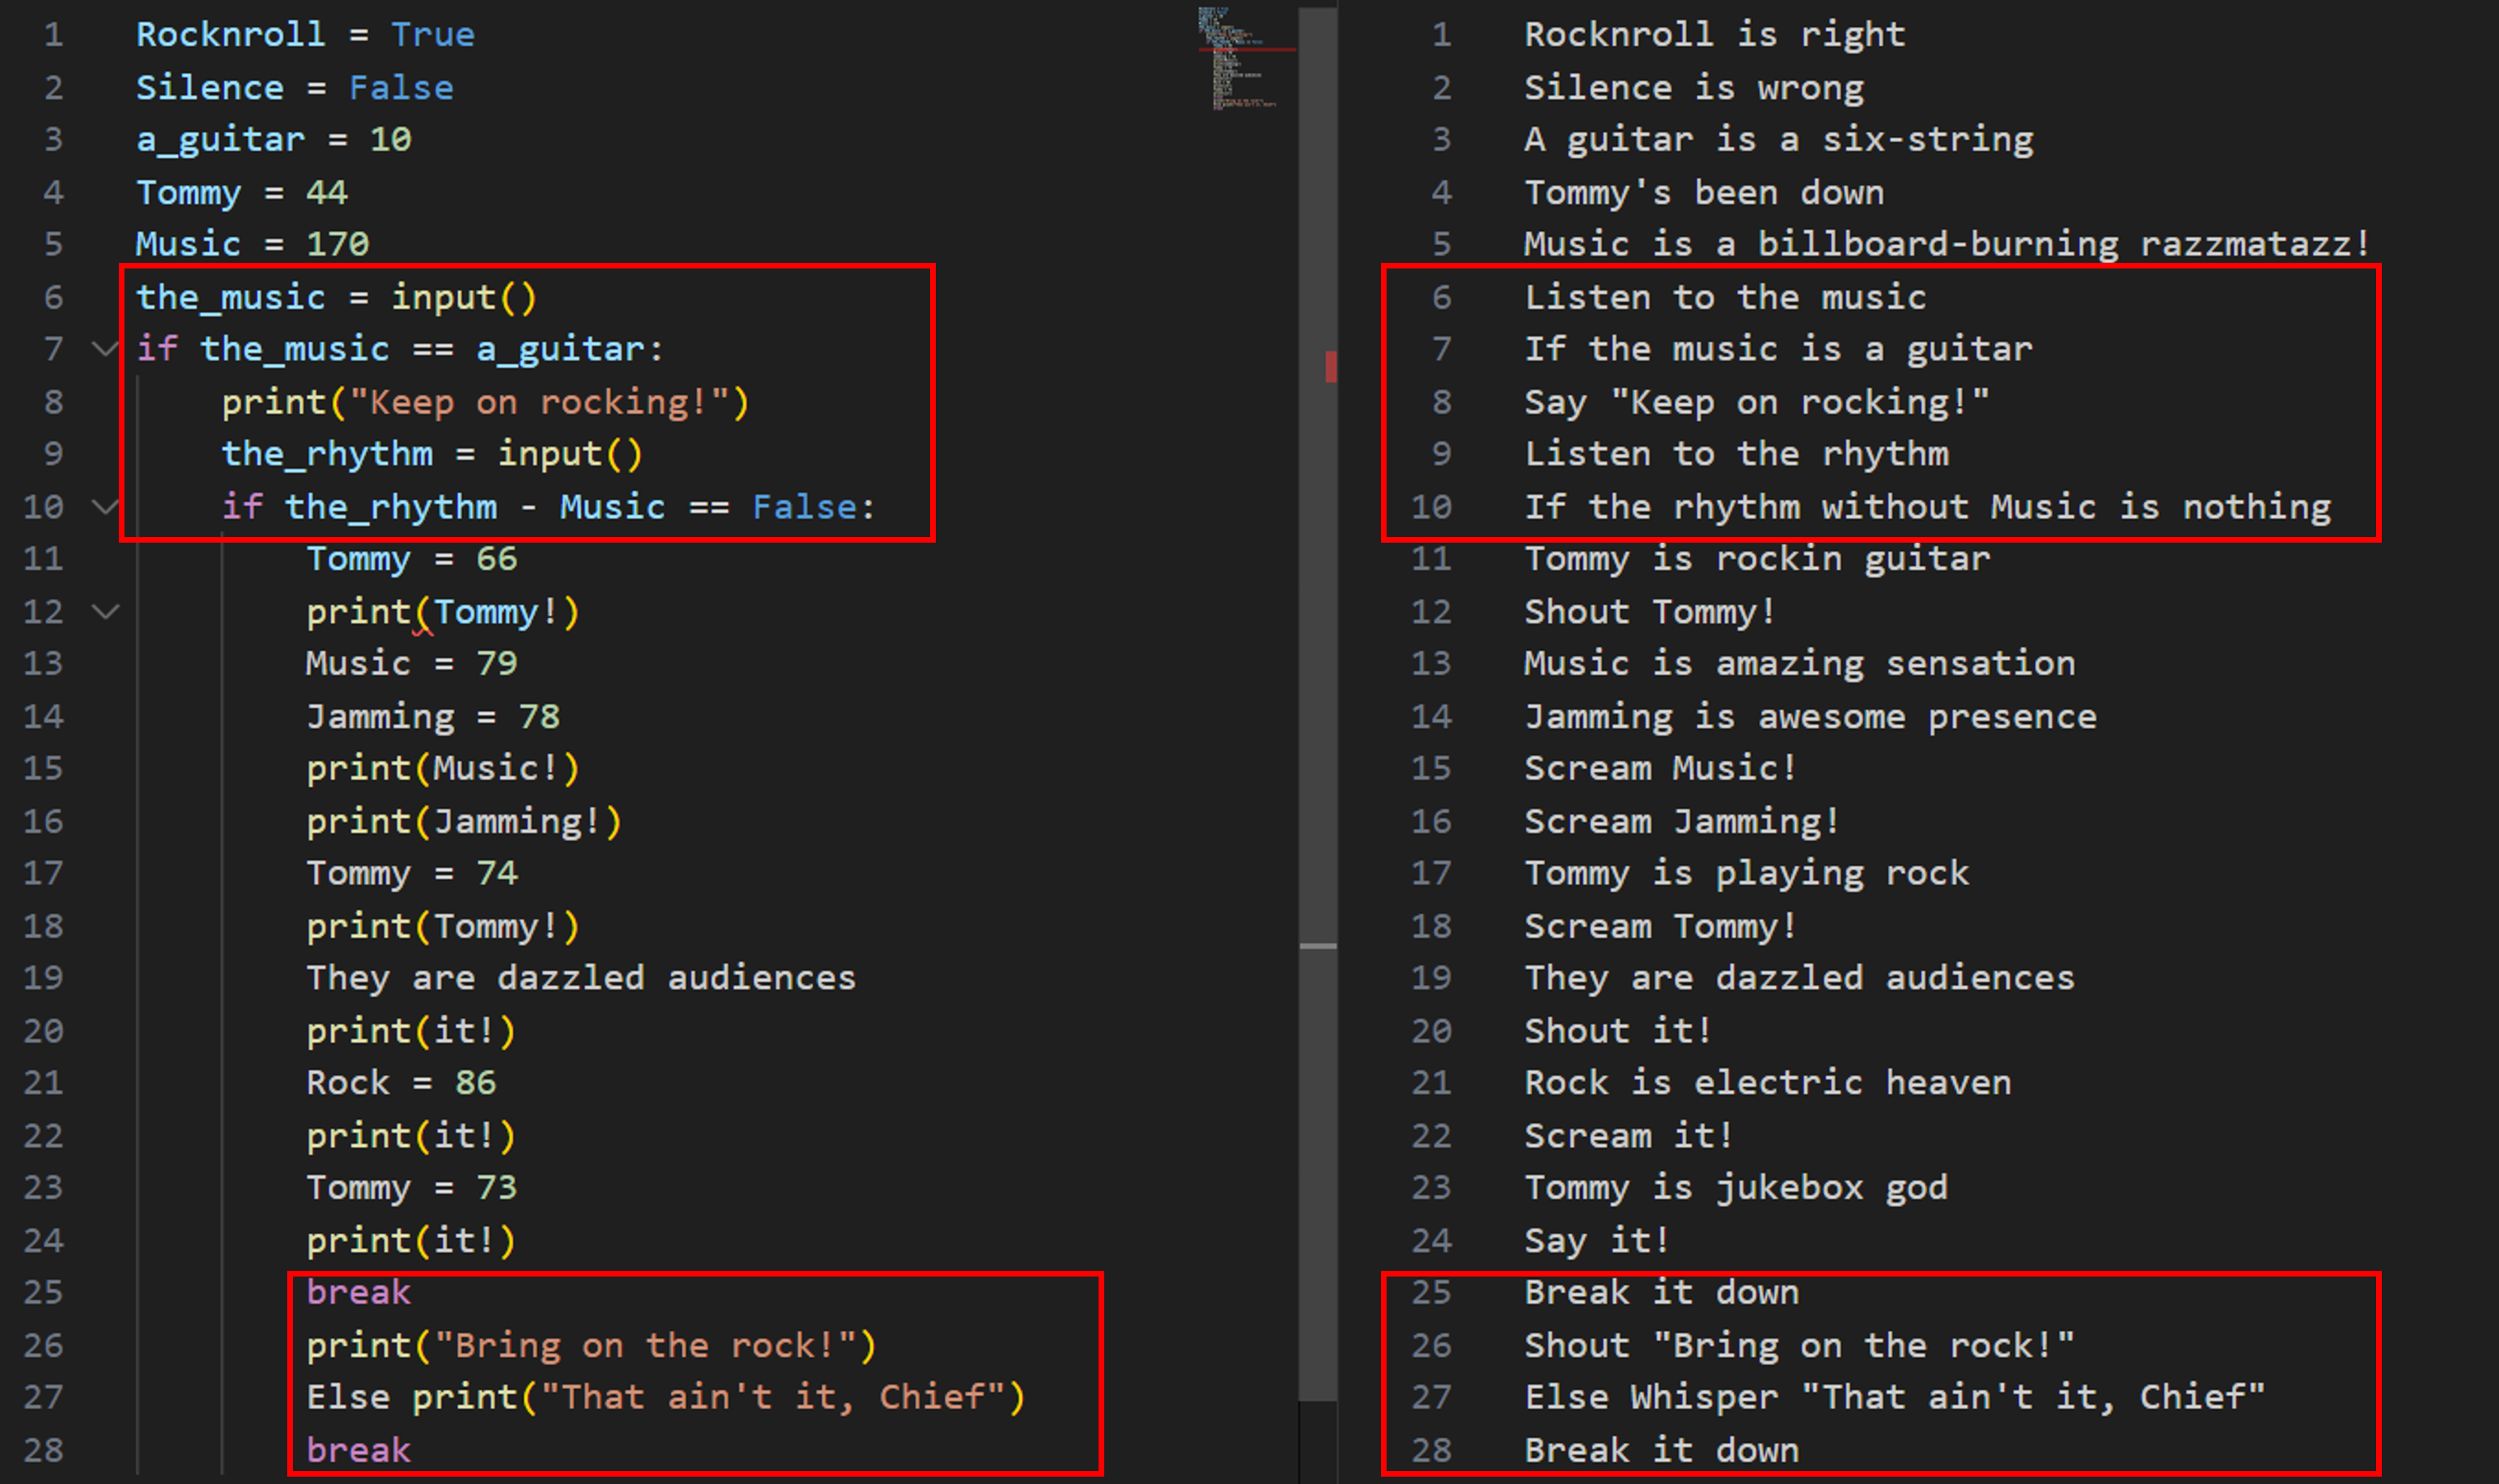 1 Rocknroll = True
2 Silence = False
3 a_guitar = 10
4 Tommy = 44
5 Music = 170
6 the_music = input()
7 if the_music == a_guitar:
8 print("Keep on rocking!")
9 the_rhythm = input()
10 if the_rhythm - Music == False:
11 Tommy = 66
12 print(Tommy!)
13 Music = 79
14 Jamming = 78
15 print(Music!)
16 print(Jamming!)
17 Tommy = 74
18 print(Tommy!)
19 They are dazzled audiences
20 print(it!)
21 Rock = 86
22 print(it!)
23 Tommy = 73
24 print(it!)
25 break
26 print("Bring on the rock!")
27 Else print("That ain't it, Chief")
28 break
1 Rocknroll is right
2 Silence is wrong
3 A guitar is a six-string
4 Tommy's been down
5 Music is a billboard-burning razzmatazz!
6 Listen to the music
7 If the music is a guitar
8 Say "Keep on rocking!"
9 Listen to the rhythm
10 If the rhythm without Music is nothing
11 Tommy is rockin guitar
12 Shout Tommy!
13 Music is amazing sensation
14 Jamming is awesome presence
15 Scream Music!
16 Scream Jamming!
17 Tommy is playing rock
18 Scream Tommy!
19 They are dazzled audiences
20 Shout it!
21 Rock is electric heaven
22 Scream it!
23 Tommy is jukebox god
24 Say it!
25 Break it down
26 Shout "Bring on the rock!"
27 Else Whisper "That ain't it, Chief"
28 Break it down